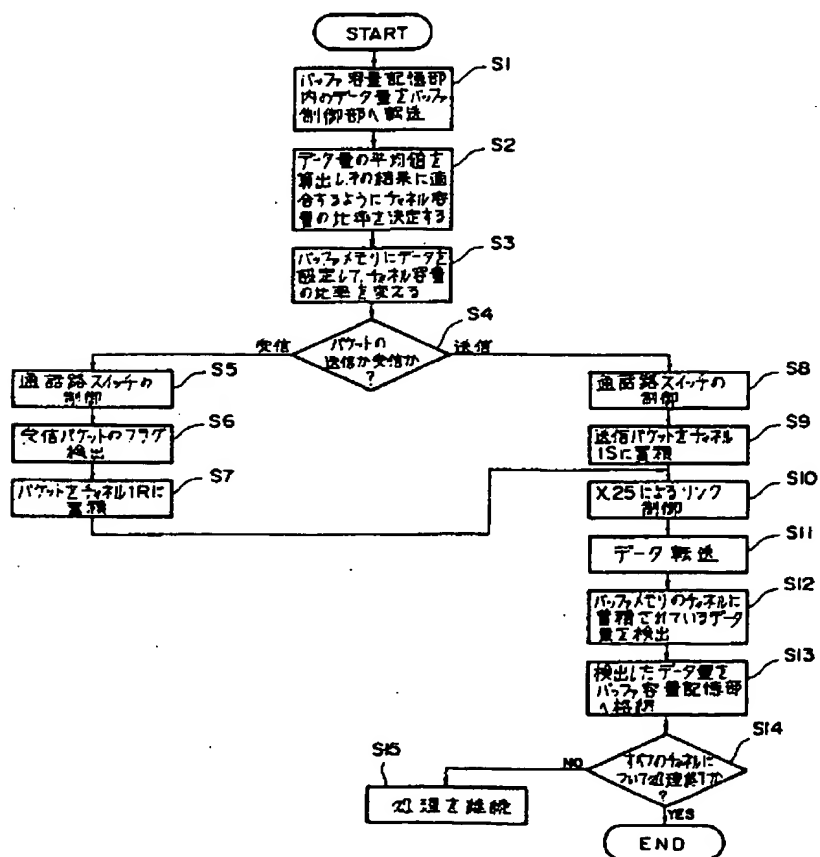 START
S1
バッファ容量記憶部
内のデータ量をバッファ
制御部へ転送
S2
データ量の平均値を
算出し、その結果に適
合するようにチャネル容
量の比率を決定する
S3
バッファメモリにデータを
設定してチャネル容量
の比率を変える
S4
パケットの
送信か受信か
?
受信
送信
S5
通話路スイッチの
制御
S6
受信パケットのフラグ
検出
S7
パケットをチャネル1Rに
蓄積
S8
通話路スイッチの
制御
S9
送信パケットをチャネル
1Sに蓄積
S10
X.25によるリンク
制御
S11
データ転送
S12
バッファメモリのチャネルに
蓄積されているデータ
量を検出
S13
検出したデータ量を
バッファ容量記憶部
へ格納
S14
すべてのチャネルに
ついて処理終了か
?
NO
S15
処理を継続
YES
END